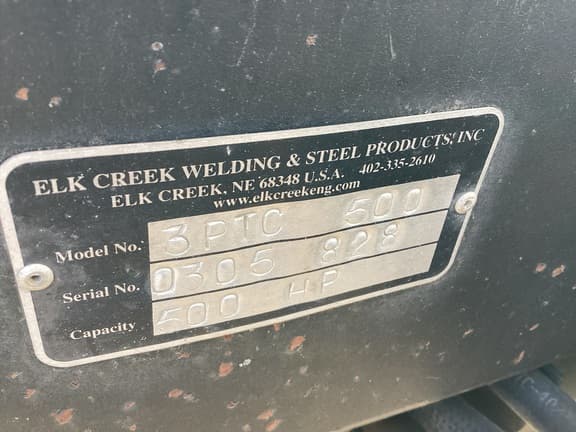 ELK CREEK WELDING & STEEL PRODUCTS, INC
ELK CREEK, NE 68348 U.S.A. 402-335-2610
www.elkcreekeng.com
Model No. 3PTC 500
Serial No. 0305 828
Capacity 500 HP